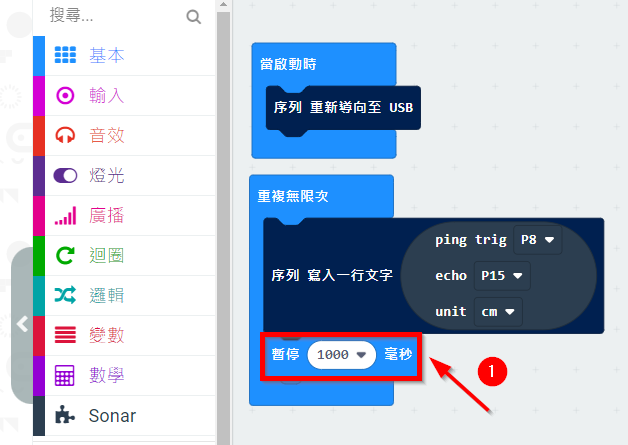 搜尋...
基本
輸入
音效
燈光
廣播
迴圈
邏輯
變數
數學
Sonar
當啟動時
序列 重新導向至 USB
重複無限次
序列 寫入一行文字
ping trig P8
echo P15
unit cm
暫停 1000 毫秒
1